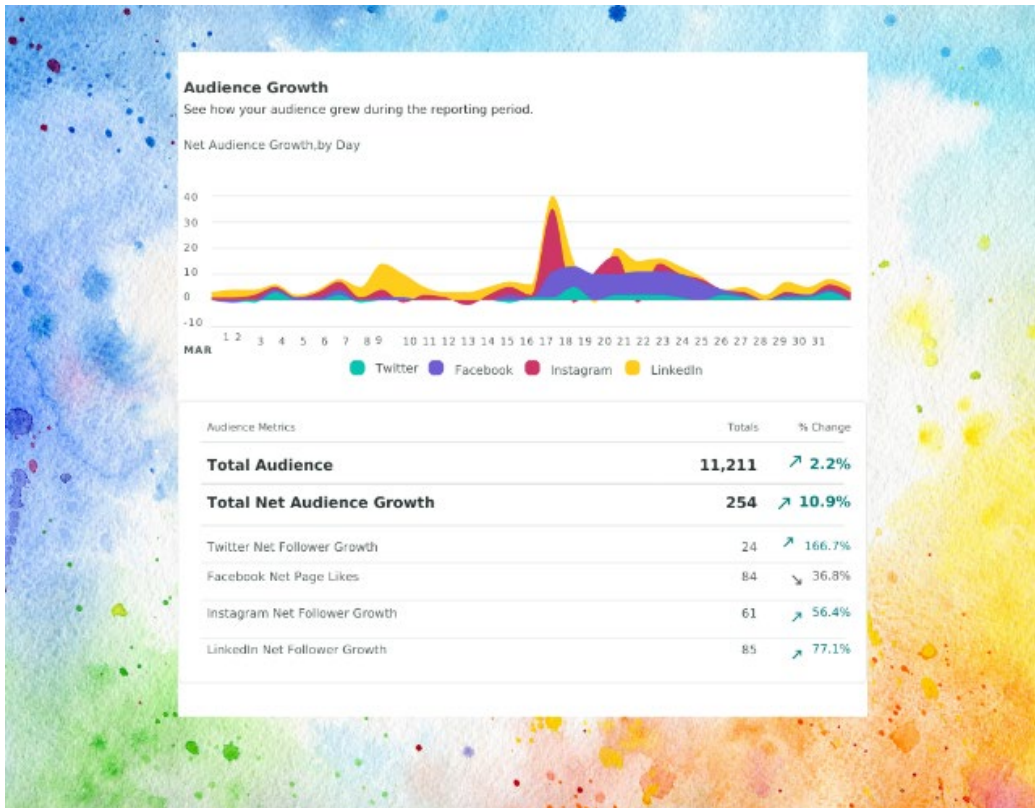 Audience Growth
See how your audience grew during the reporting period.
Net Audience Growth,by Day
40
30
20
10
0
-10
1 2 3 4 5 6 7 8 9 10 11 12 13 14 15 16 17 18 19 20 21 22 23 24 25 26 27 28 29 30 31
MAR
Twitter Facebook Instagram LinkedIn
Audience Metrics Totals % Change
Total Audience 11,211 ↗ 2.2%
Total Net Audience Growth 254 ↗ 10.9%
Twitter Net Follower Growth 24 ↗ 166.7%
Facebook Net Page Likes 84 ↘ 36.8%
Instagram Net Follower Growth 61 ↗ 56.4%
LinkedIn Net Follower Growth 85 ↗ 77.1%